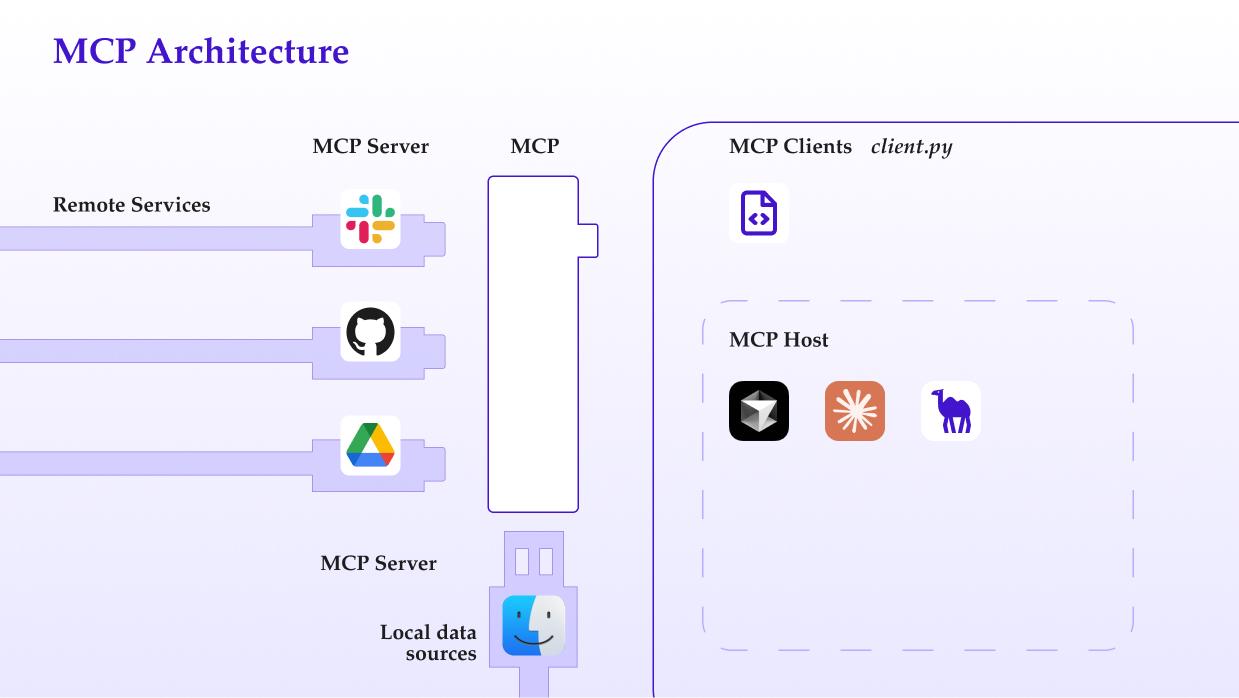 MCP Architecture
MCP Server
MCP
MCP Clients client.py
Remote Services
MCP Host
MCP Server
Local data
sources